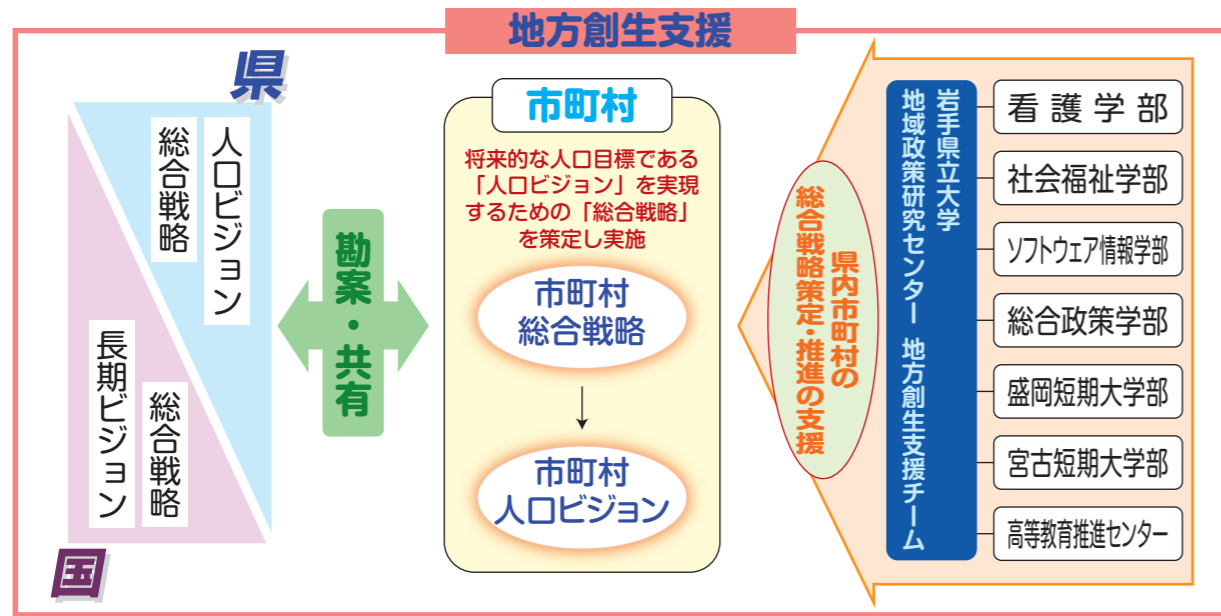 地方創生支援
県
人口ビジョン
総合戦略
総合戦略
長期ビジョン
国
勘案・共有
市町村
将来的な人口目標である
「人口ビジョン」を実現
するための「総合戦略」
を策定し実施
市町村
総合戦略
市町村
人口ビジョン
県内市町村の
総合戦略策定・推進の支援
岩手県立大学
地域政策研究センター 地方創生支援チーム
看護学部
社会福祉学部
ソフトウェア情報学部
総合政策学部
盛岡短期大学部
宮古短期大学部
高等教育推進センター